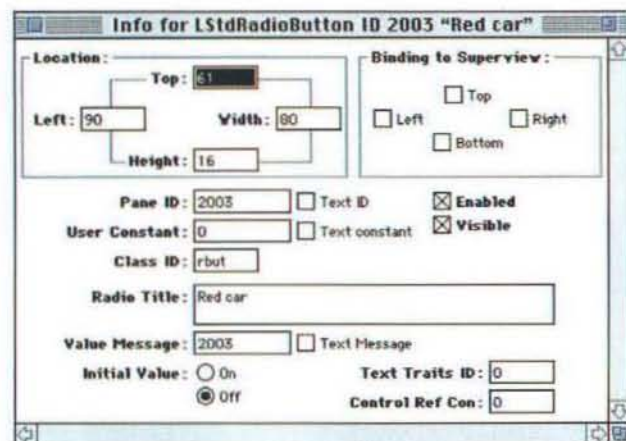 Info for LStdRadioButton ID 2003 “Red car”
Location:
Binding to Superview:
Top: 61
Left: 90
Width: 80
Height: 16
Top
Left
Right
Bottom
Pane ID: 2003
Text ID
Enabled
User Constant: 0
Text constant
Visible
Class ID: rbut
Radio Title: Red car
Value Message: 2003
Text Message
Initial Value: On
Off
Text Traits ID: 0
Control Ref Con: 0